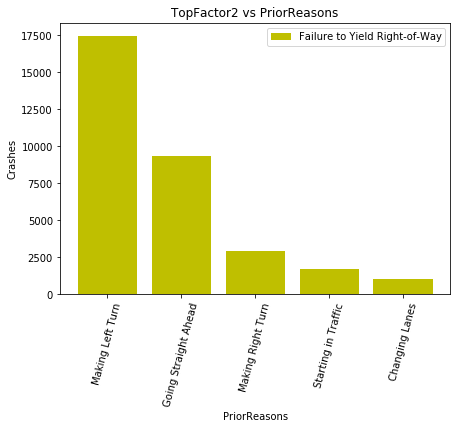 TopFactor2 vs PriorReasons
Failure to Yield Right-of-Way
17500
15000
12500
10000
7500
5000
2500
0
Crashes
Making Left Turn
Going Straight Ahead
Making Right Turn
Starting in Traffic
Changing Lanes
PriorReasons